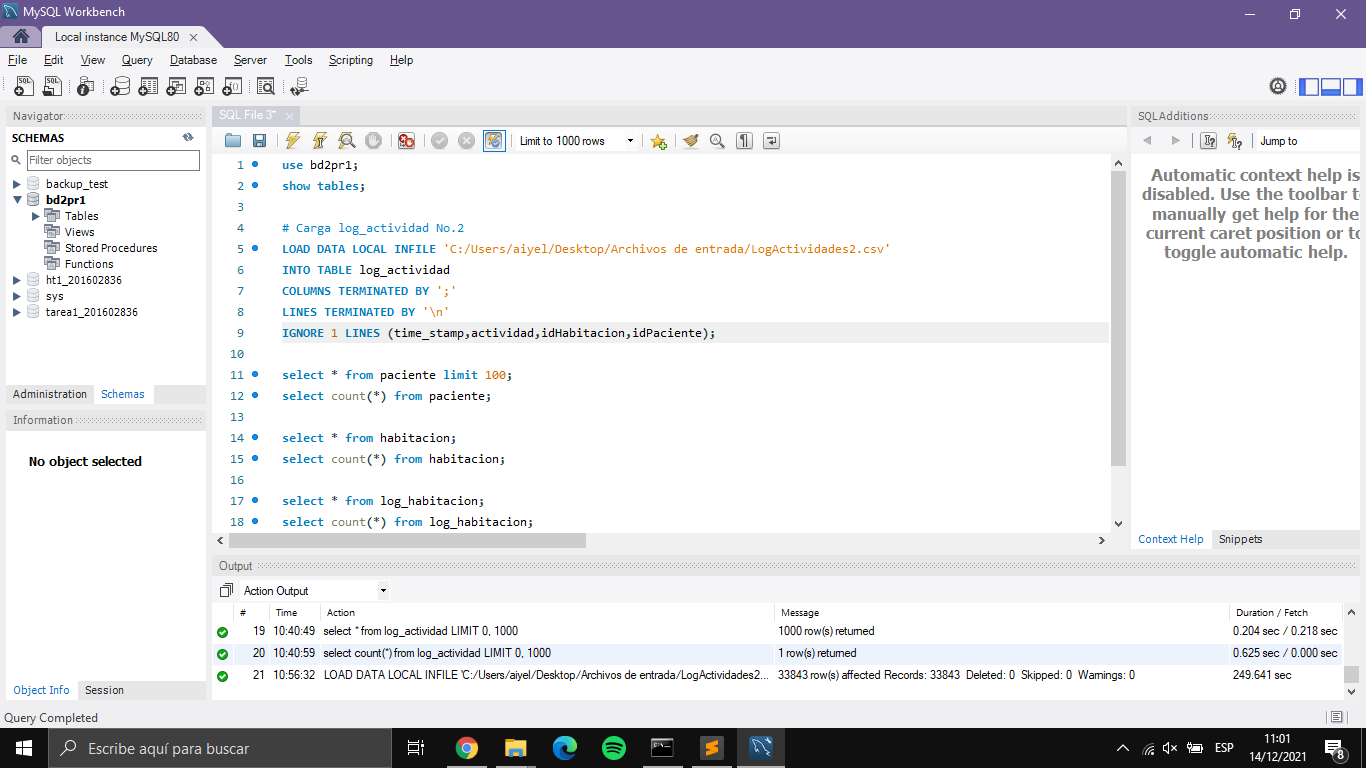 MySQL Workbench
Local instance MySQL80
File Edit View Query Database Server Tools Scripting Help
Navigator
SCHEMAS
Filter objects
backup_test
bd2pr1
Tables
Views
Stored Procedures
Functions
ht1_201602836
sys
tarea1_201602836
Administration Schemas
Information
No object selected
Object Info Session
SQL File 3*
Limit to 1000 rows
1 use bd2pr1;
2 show tables;
3
4 # Carga log_actividad No.2
5 LOAD DATA LOCAL INFILE 'C:/Users/aiyel/Desktop/Archivos de entrada/LogActividades2.csv'
6 INTO TABLE log_actividad
7 COLUMNS TERMINATED BY ';'
8 LINES TERMINATED BY '\n'
9 IGNORE 1 LINES (time_stamp,actividad,idHabitacion,idPaciente);
10
11 select * from paciente limit 100;
12 select count(*) from paciente;
13
14 select * from habitacion;
15 select count(*) from habitacion;
16
17 select * from log_habitacion;
18 select count(*) from log_habitacion;
SQLAdditions
Jump to
Automatic context help is
disabled. Use the toolbar t
manually get help for the
current caret position or to
toggle automatic help.
Context Help Snippets
Output
Action Output
# Time Action Message Duration / Fetch
19 10:40:49 select * from log_actividad LIMIT 0, 1000 1000 row(s) returned 0.204 sec / 0.218 sec
20 10:40:59 select count(*) from log_actividad LIMIT 0, 1000 1 row(s) returned 0.625 sec / 0.000 sec
21 10:56:32 LOAD DATA LOCAL INFILE 'C:/Users/aiyel/Desktop/Archivos de entrada/LogActividades2... 33843 row(s) affected Records: 33843 Deleted: 0 Skipped: 0 Warnings: 0 249.641 sec
Query Completed
Escribe aquí para buscar
ESP
11:01
14/12/2021
8